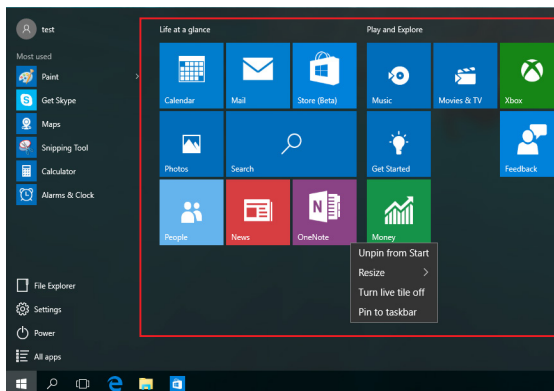 test
Most used
Paint
Get Skype
Maps
Snipping Tool
Calculator
Alarms & Clock
File Explorer
Settings
Power
All apps
Life at a glance
Calendar
Mail
Store (Beta)
Photos
Search
People
News
OneNote
Play and Explore
Music
Movies & TV
Xbox
Get Started
Feedback
Money
Unpin from Start
Resize
Turn live tile off
Pin to taskbar